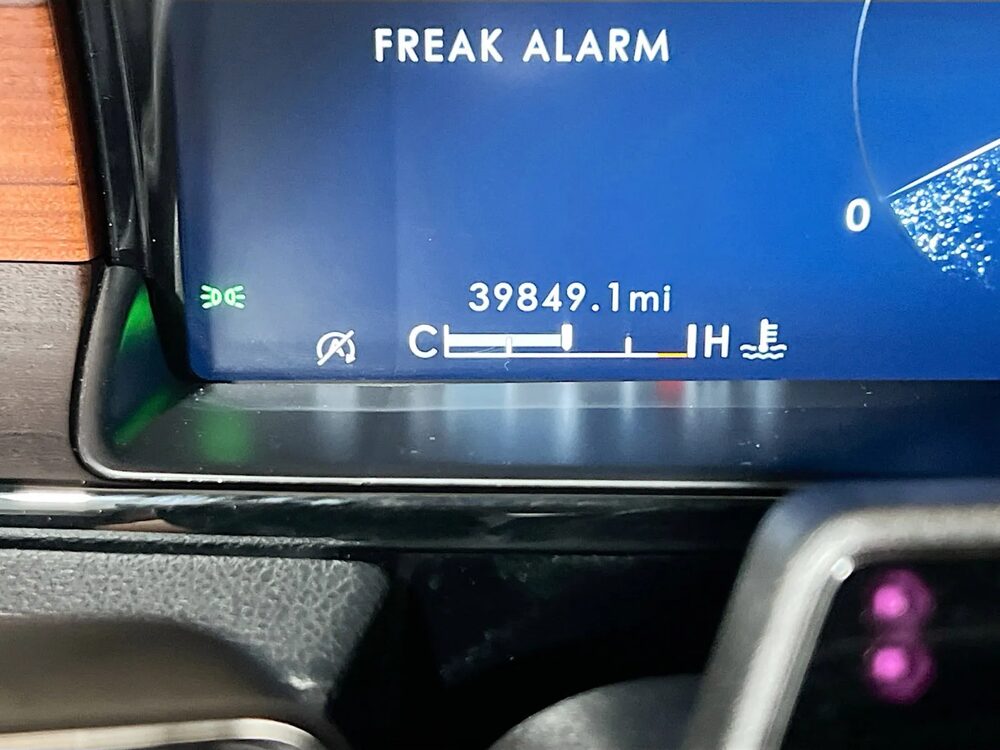 FREAK ALARM
0
39849.1mi
C H